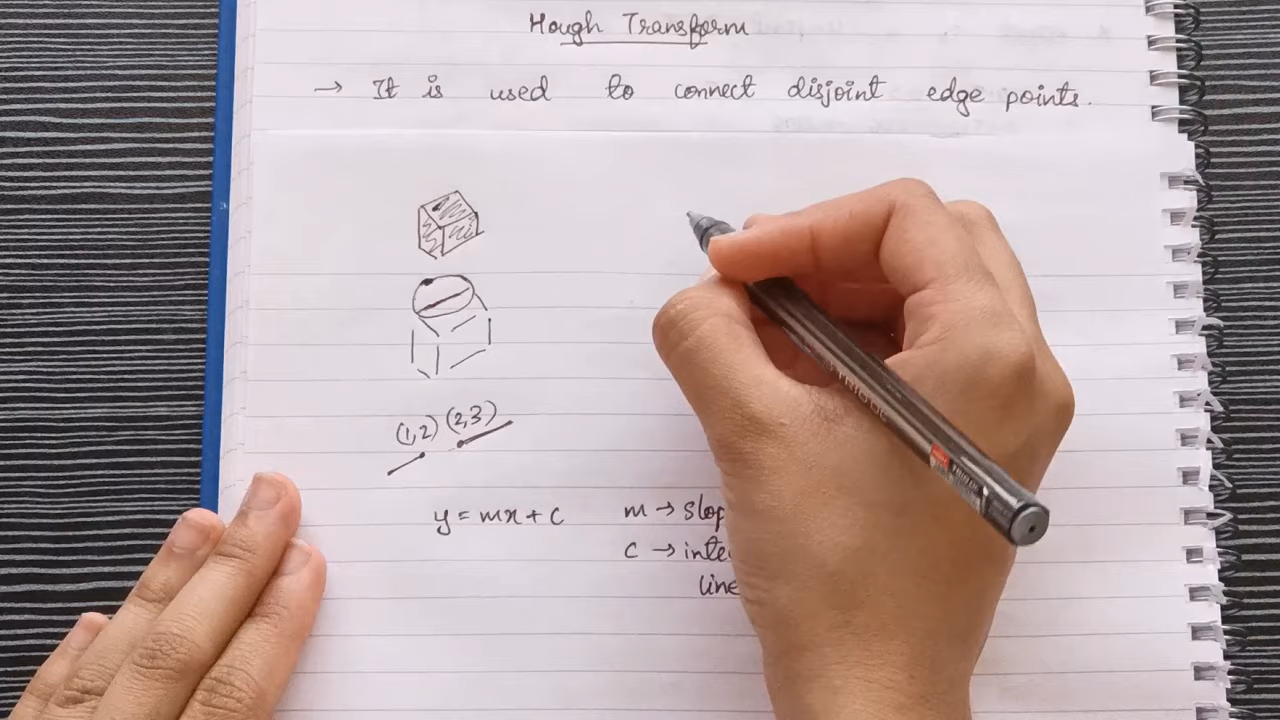 Hough Transform
→ It is used to connect disjoint edge points.
(1,2) (2,3)
y = mx + c
m → slop
c → inte
line